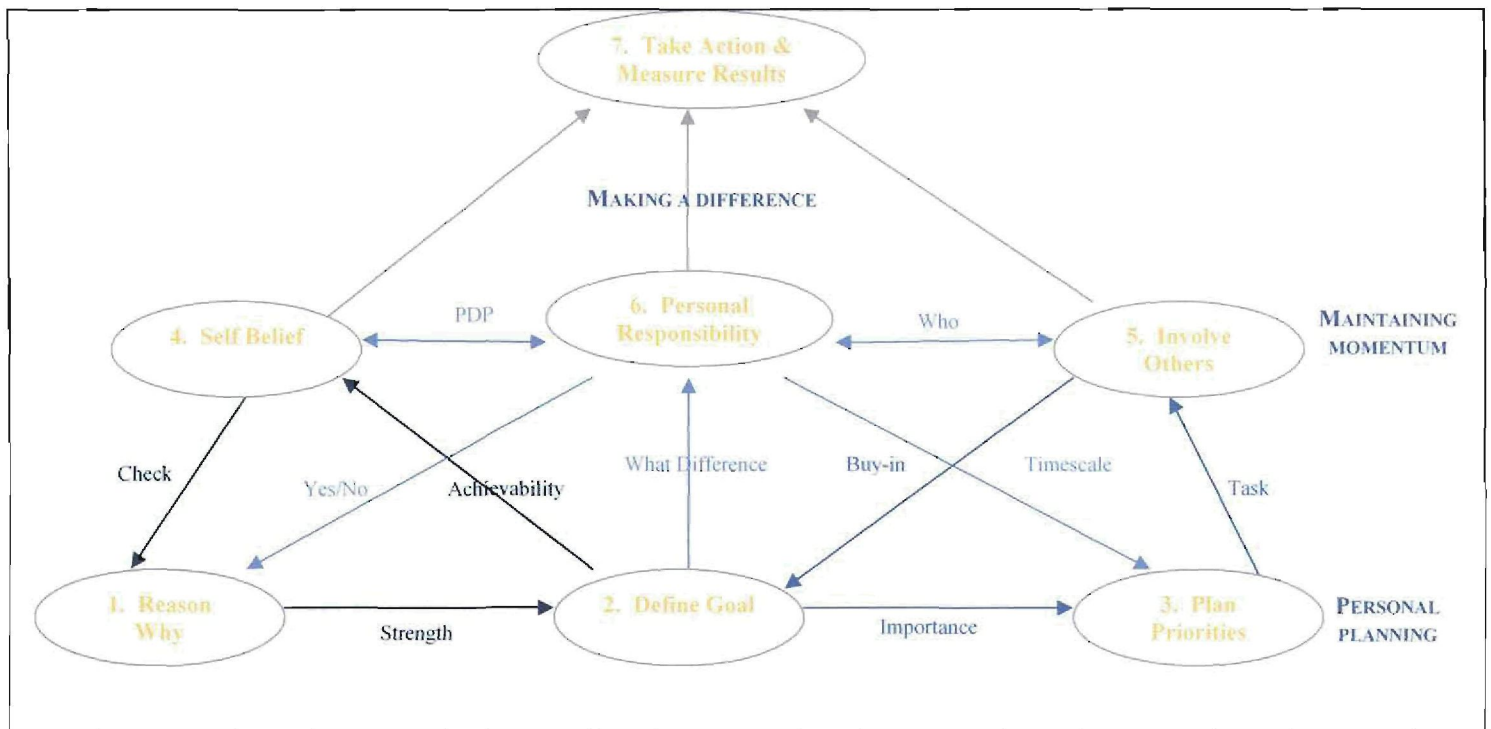 7. Take Action &
Measure Results
MAKING A DIFFERENCE
4. Self Belief
PDP
6. Personal
Responsibility
Who
5. Involve
Others
MAINTAINING
MOMENTUM
Check
Yes/No
Achievability
What Difference
Buy-in
Timescale
Task
1. Reason
Why
Strength
2. Define Goal
Importance
3. Plan
Priorities
PERSONAL
PLANNING